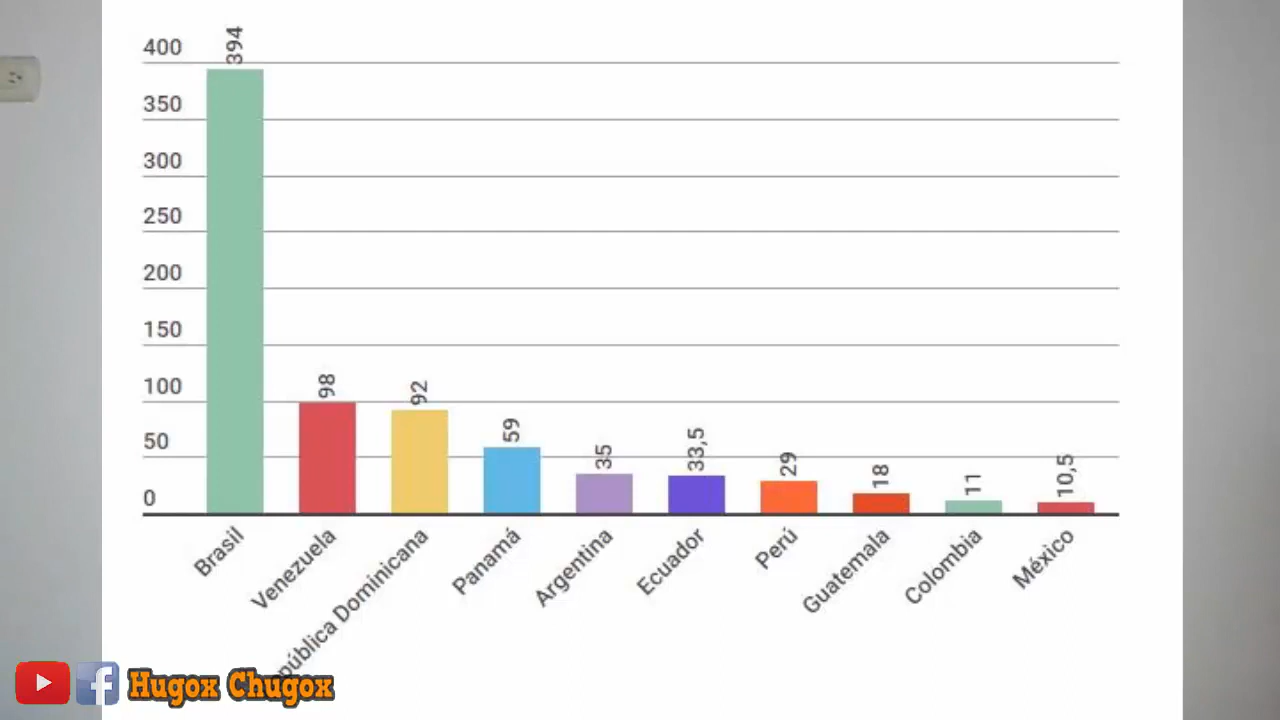 400
350
300
250
200
150
100
50
0
394
98
92
59
35
33,5
29
18
11
10,5
Brasil
Venezuela
pública Dominicana
Panamá
Argentina
Ecuador
Perú
Guatemala
Colombia
México
Hugox Chugox